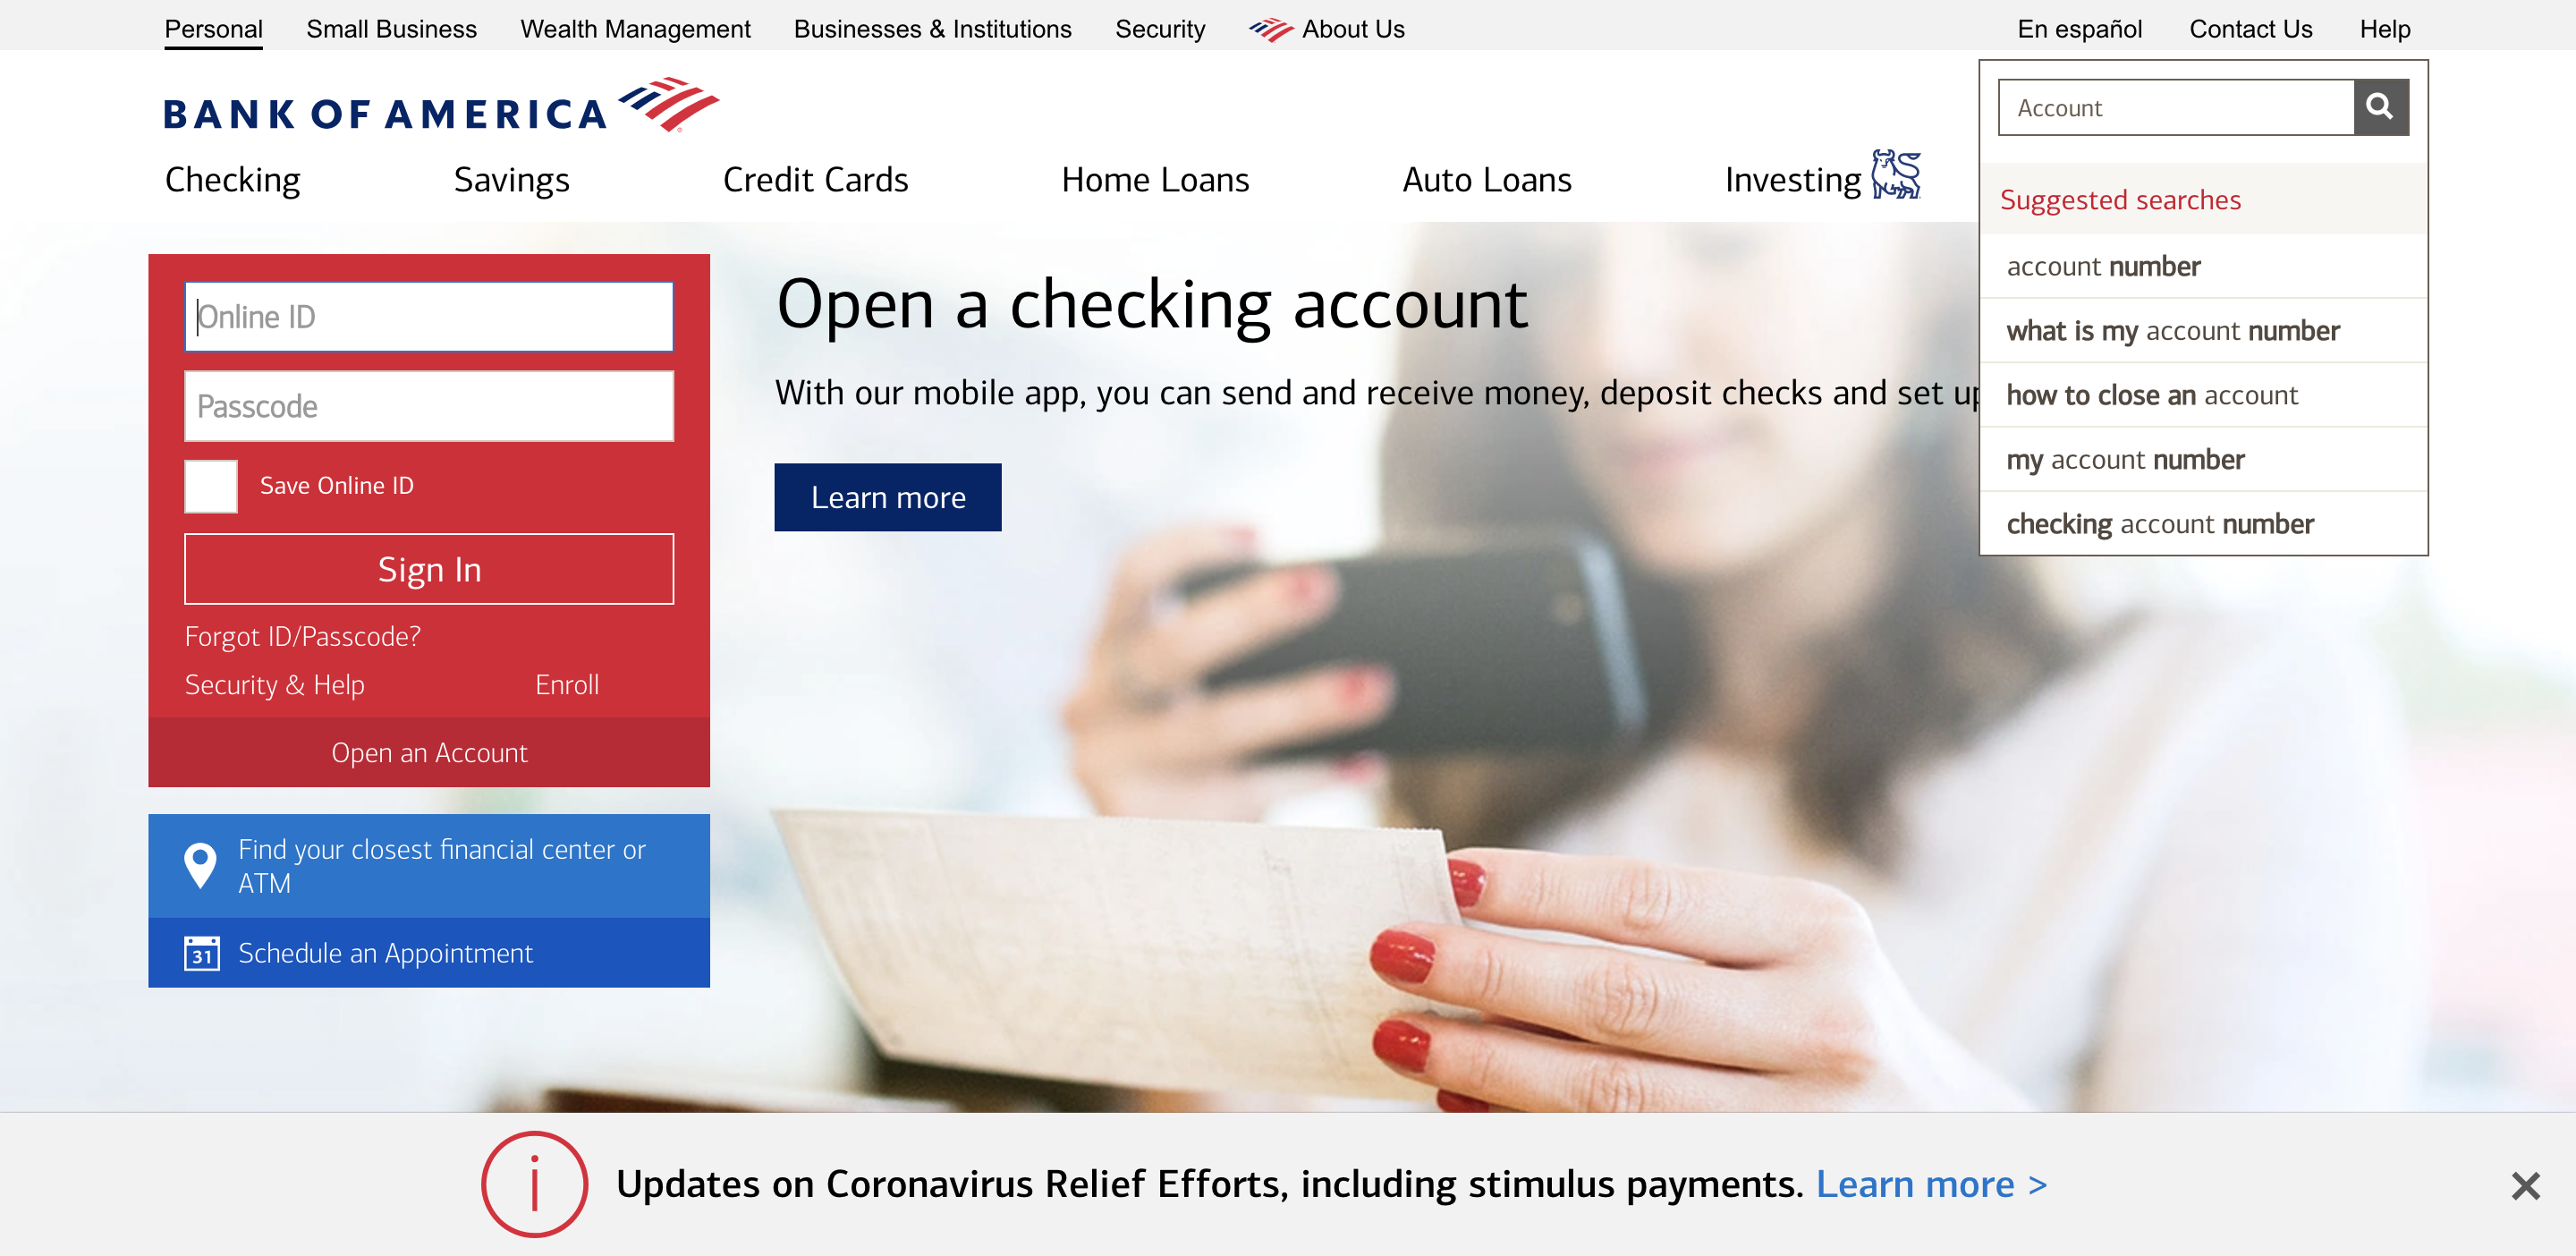 Personal Small Business Wealth Management Businesses & Institutions Security About Us En español Contact Us Help
BANK OF AMERICA
Account
Checking Savings Credit Cards Home Loans Auto Loans Investing
Suggested searches
account number
what is my account number
how to close an account
my account number
checking account number
Online ID
Passcode
Save Online ID
Sign In
Forgot ID/Passcode?
Security & Help Enroll
Open an Account
Open a checking account
With our mobile app, you can send and receive money, deposit checks and set
Learn more
Find your closest financial center or
ATM
31 Schedule an Appointment
Updates on Coronavirus Relief Efforts, including stimulus payments. Learn more >